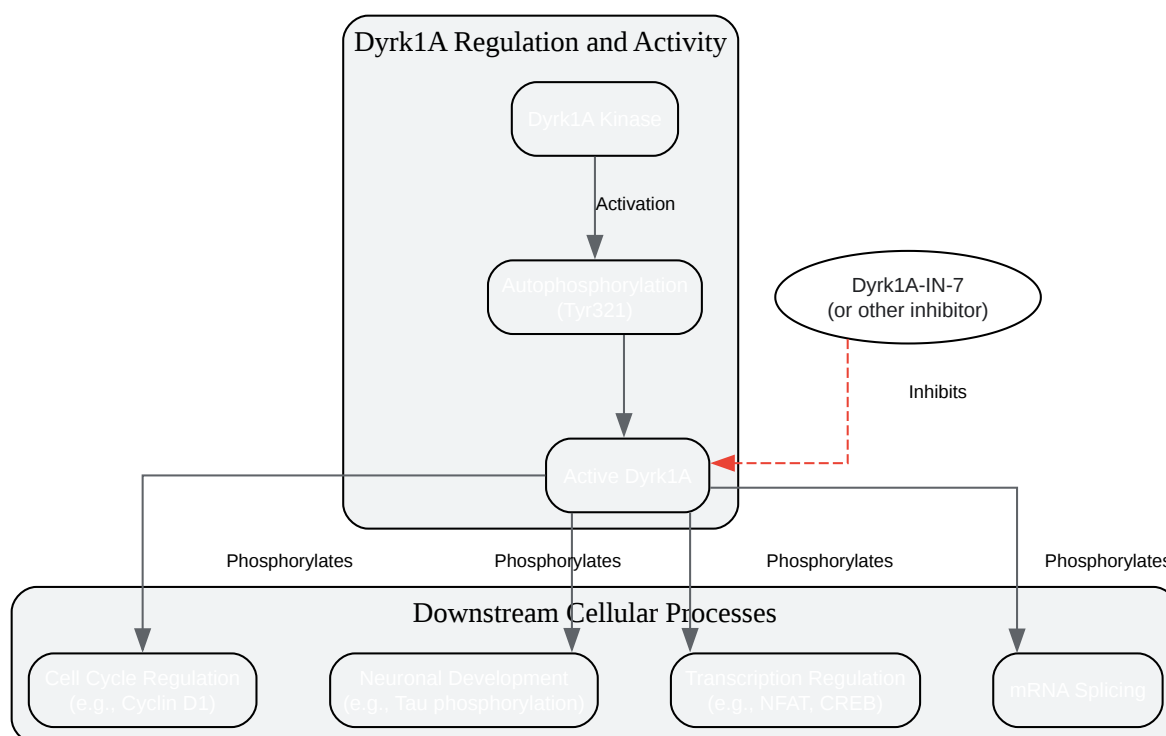 Dyrk1A Regulation and Activity
Dyrk1A Kinase
Activation
Autophosphorylation
(Tyr321)
Dyrk1A-IN-7
(or other inhibitor)
Inhibits
Active Dyrk1A
Phosphorylates
Phosphorylates
Phosphorylates
Phosphorylates
Downstream Cellular Processes
Cell Cycle Regulation
(e.g., Cyclin D1)
Neuronal Development
(e.g., Tau phosphorylation)
Transcription Regulation
(e.g., NFAT, CREB)
mRNA Splicing